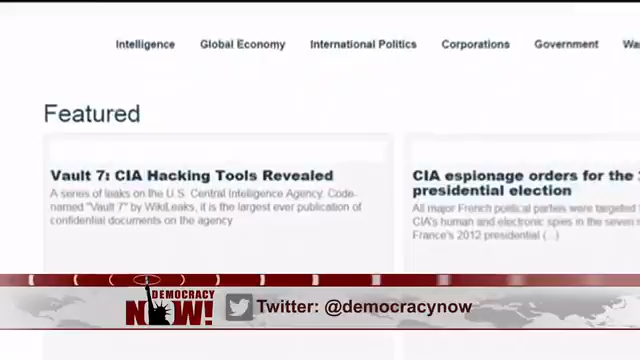 Intelligence Global Economy International Politics Corporations Government
Featured
Vault 7: CIA Hacking Tools Revealed
A series of leaks on the U.S. Central Intelligence Agency. Code-
named "Vault 7" by WikiLeaks, it is the largest ever publication of
confidential documents on the agency
CIA espionage orders for the
presidential election
All major French political parties were targeted
CIA's human and electronic spies in the seven
France's 2012 presidential (...)
DEMOCRACY
NOW!
Twitter: @democracynow